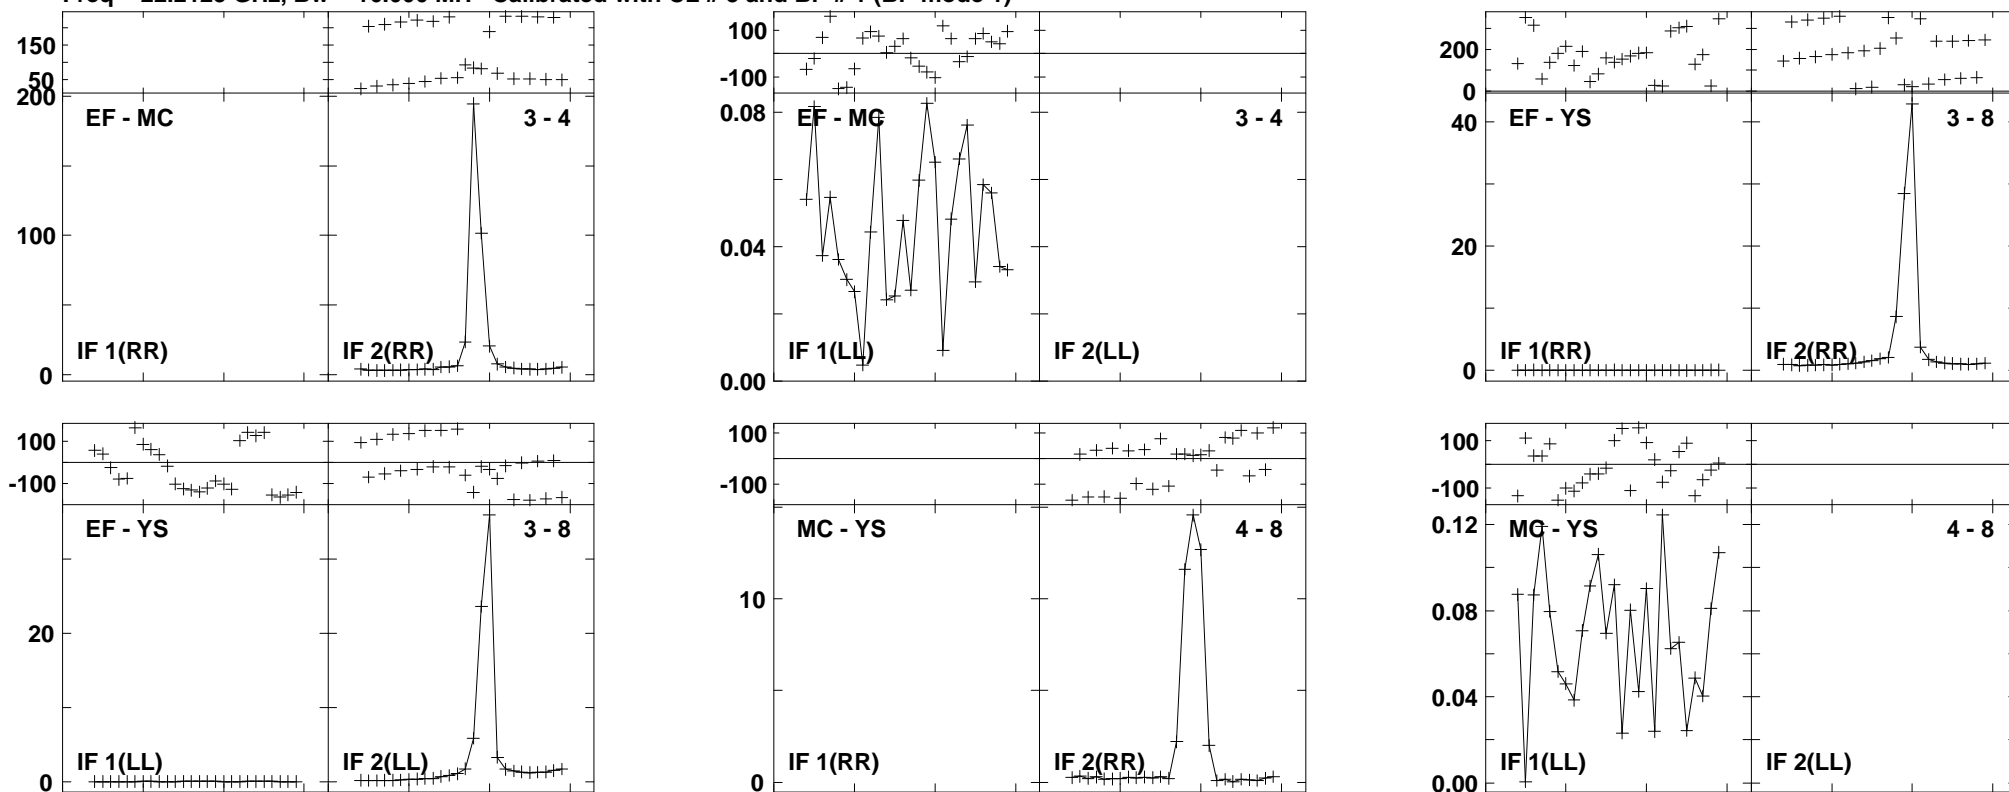 150
50
200
EF - MC
3 - 4
100
0
IF 1(RR)
IF 2(RR)
100
-100
0.08
EF - MC
3 - 4
0.04
0.00
IF 1(LL)
IF 2(LL)
200
0
40
EF - YS
3 - 8
20
0
IF 1(RR)
IF 2(RR)
100
-100
EF - YS
3 - 8
20
0
IF 1(LL)
IF 2(LL)
100
-100
MC - YS
4 - 8
10
0
IF 1(RR)
IF 2(RR)
100
-100
0.12
MC - YS
4 - 8
0.08
0.04
0.00
IF 1(LL)
IF 2(LL)